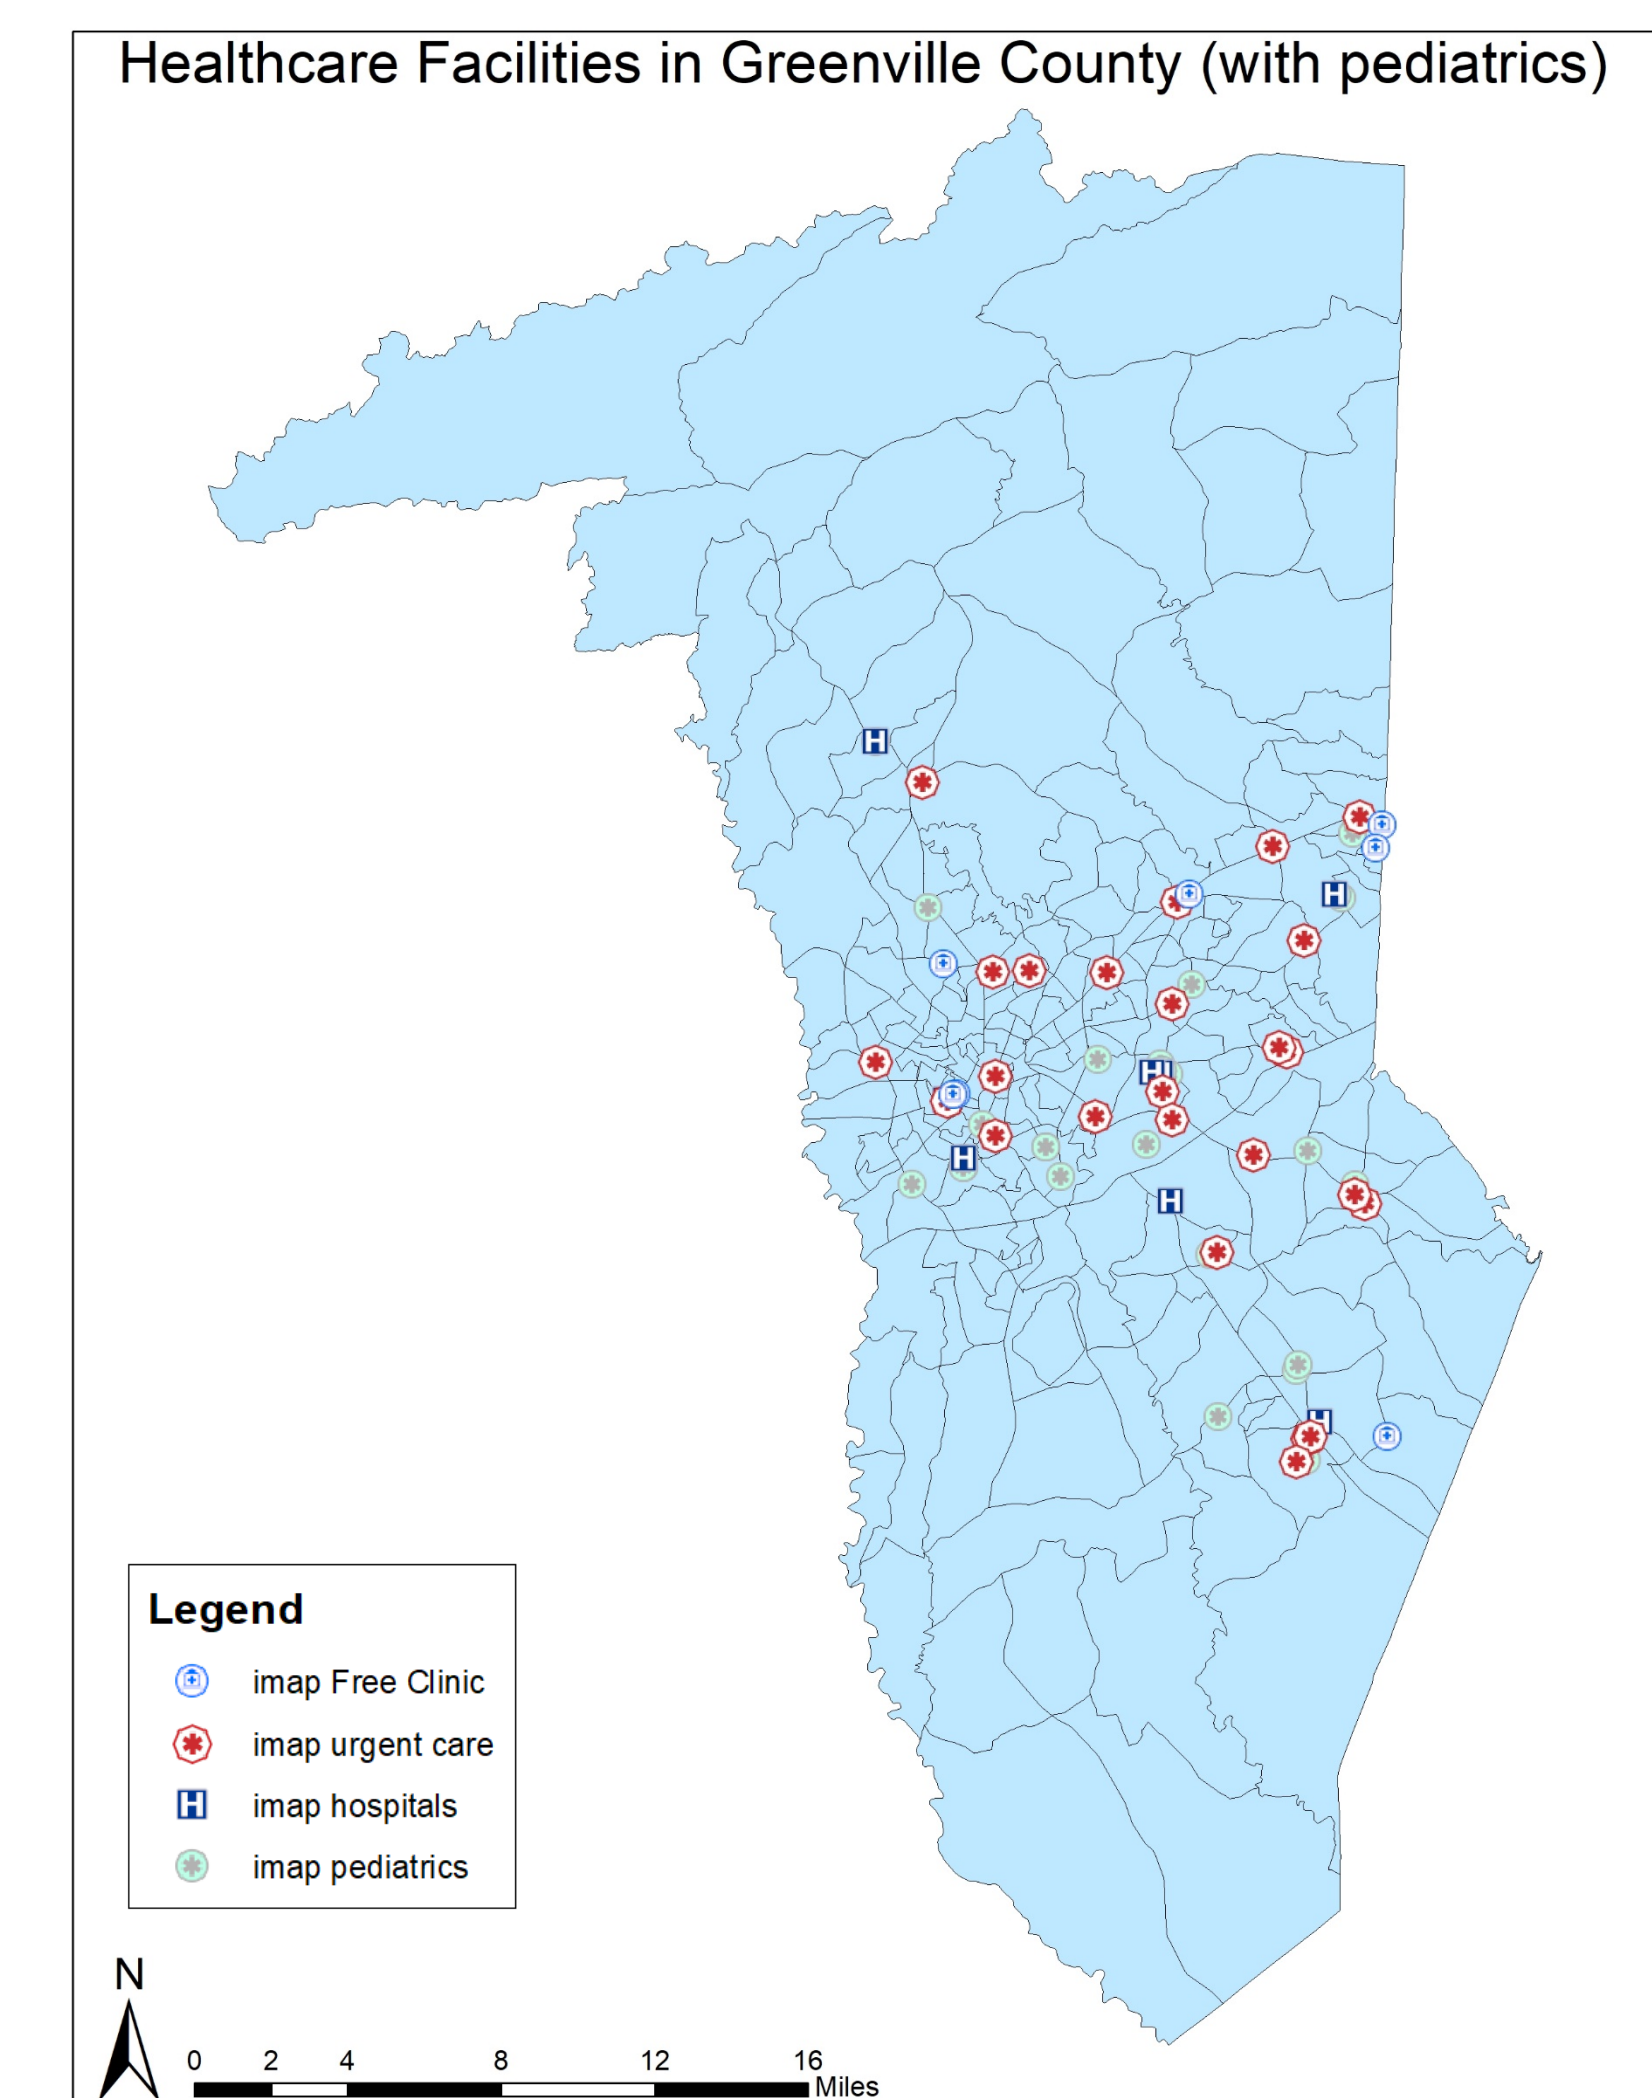 Healthcare Facilities in Greenville County (with pediatrics)
H
H
H
H
H
H
H
Legend
imap Free Clinic
imap urgent care
H imap hospitals
imap pediatrics
N
0 2 4 8 12 16
Miles